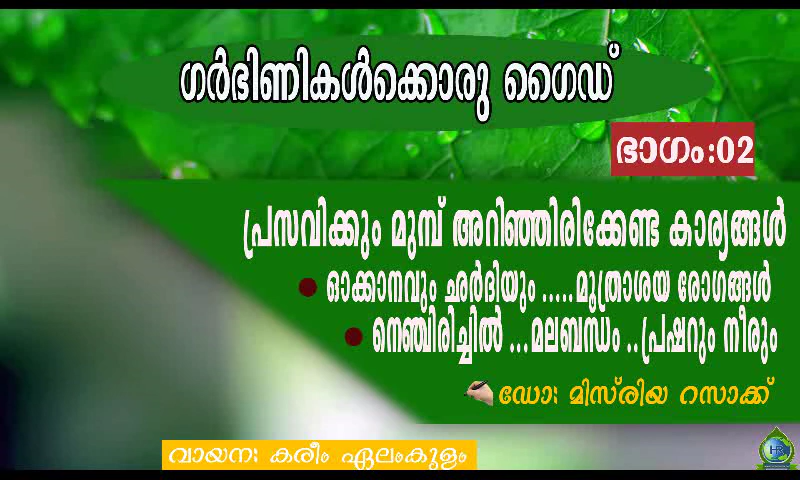 ഗർഭിണികൾക്കൊരു ഗൈഡ്
ഭാഗം:02
പ്രസവിക്കും മുമ്പ് അറിഞ്ഞിരിക്കേണ്ട കാര്യങ്ങൾ
ഓക്കാനവും ഛർദിയും .....മൂത്രാശയ രോഗങ്ങൾ
നെഞ്ചിരിച്ചിൽ ...മലബന്ധം ..പ്രഷറും നീരും
ഡോ: മിസ്‌രിയ റസാക്ക്
വായന: കരീം ഏലംകുളം